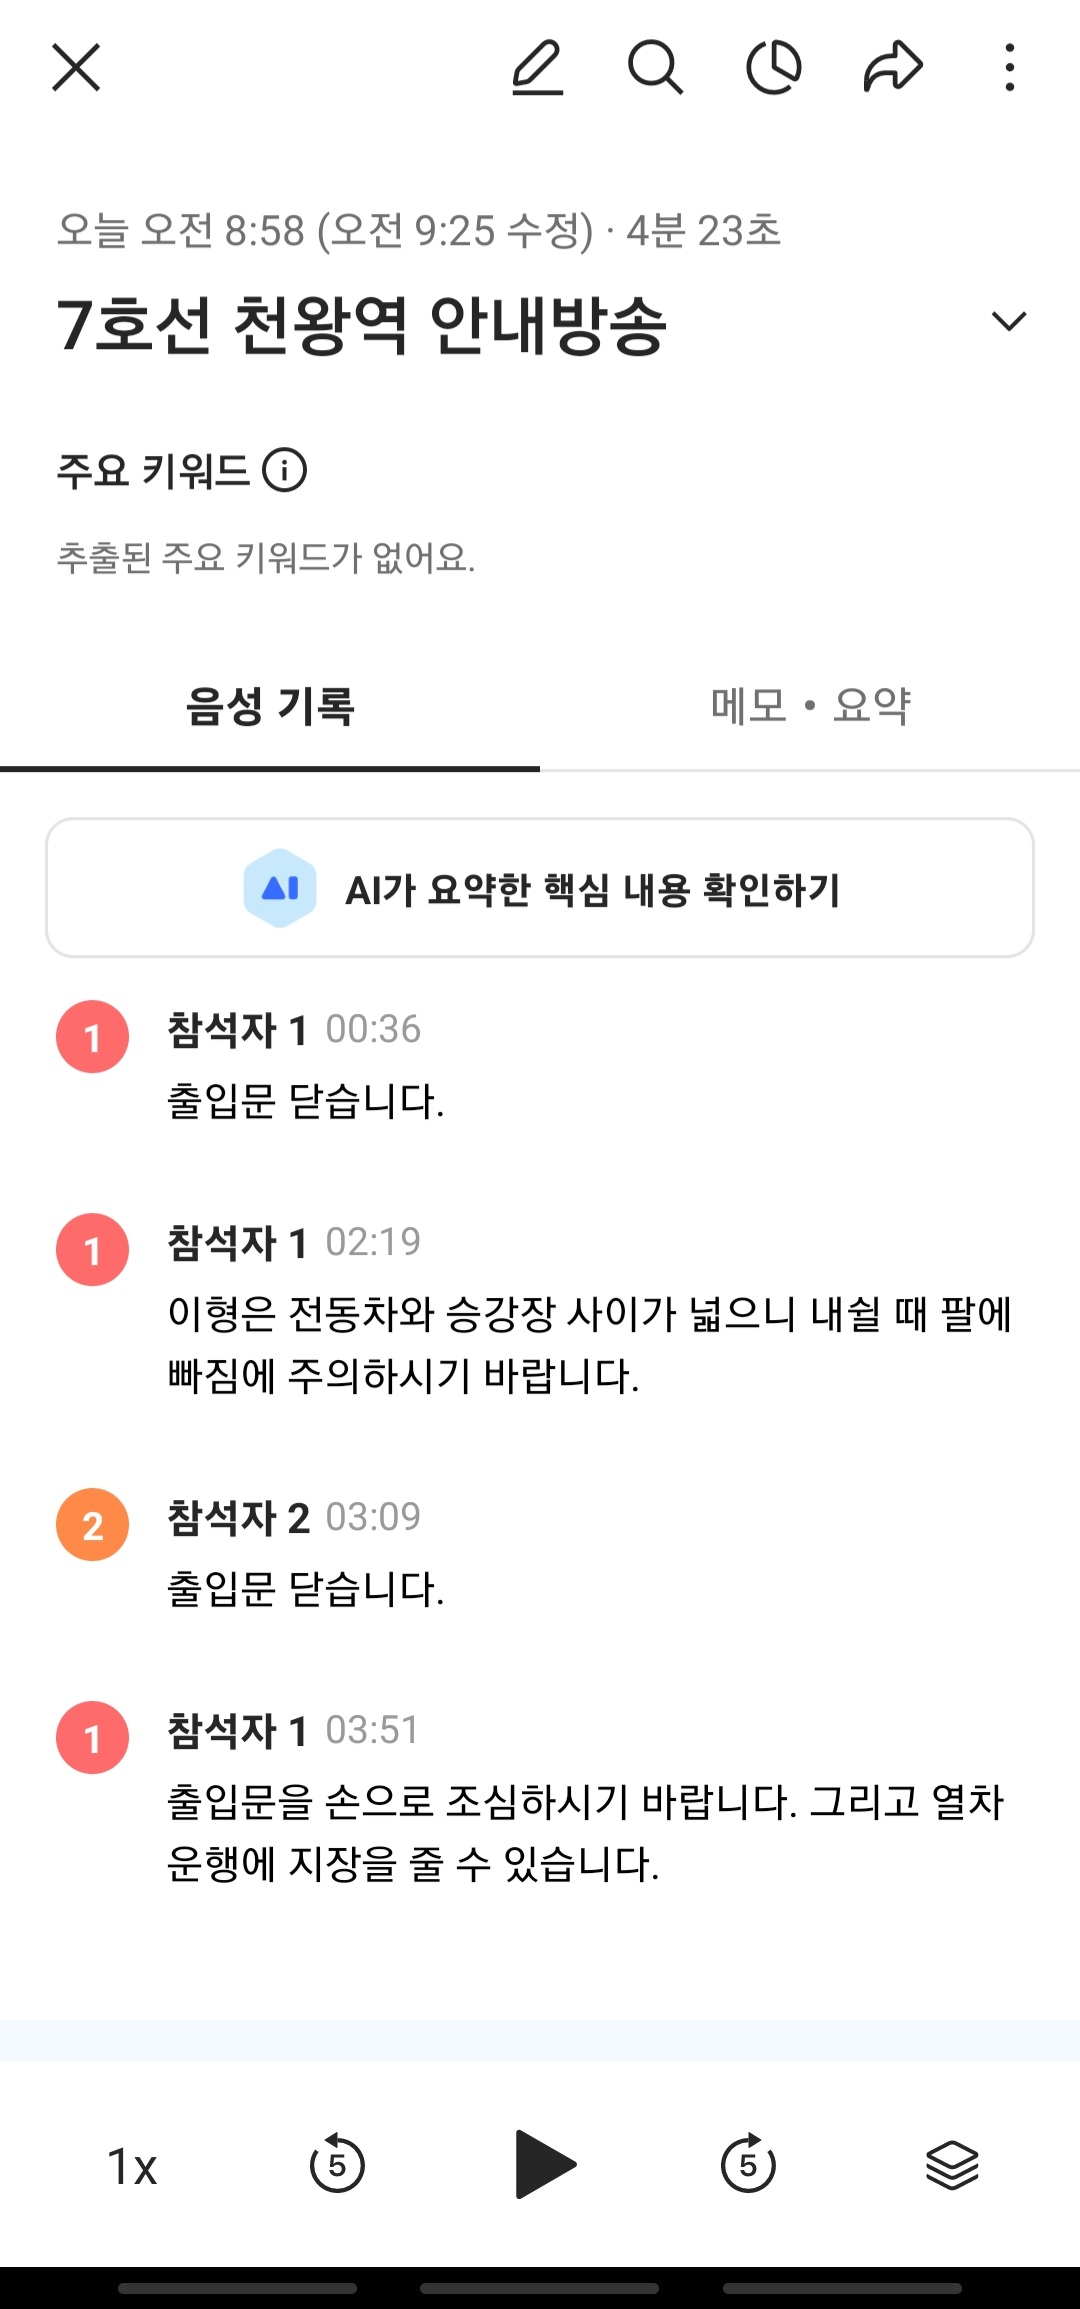 오늘 오전 8:58 (오전 9:25 수정) · 4분 23초
7호선 천왕역 안내방송
주요 키워드 i
추출된 주요 키워드가 없어요.
음성 기록
메모 • 요약
AI AI가 요약한 핵심 내용 확인하기
1 참석자 1 00:36
출입문 닫습니다.
1 참석자 1 02:19
이형은 전동차와 승강장 사이가 넓으니 내쉴 때 팔에
빠짐에 주의하시기 바랍니다.
2 참석자 2 03:09
출입문 닫습니다.
1 참석자 1 03:51
출입문을 손으로 조심하시기 바랍니다. 그리고 열차
운행에 지장을 줄 수 있습니다.
1x 5 5